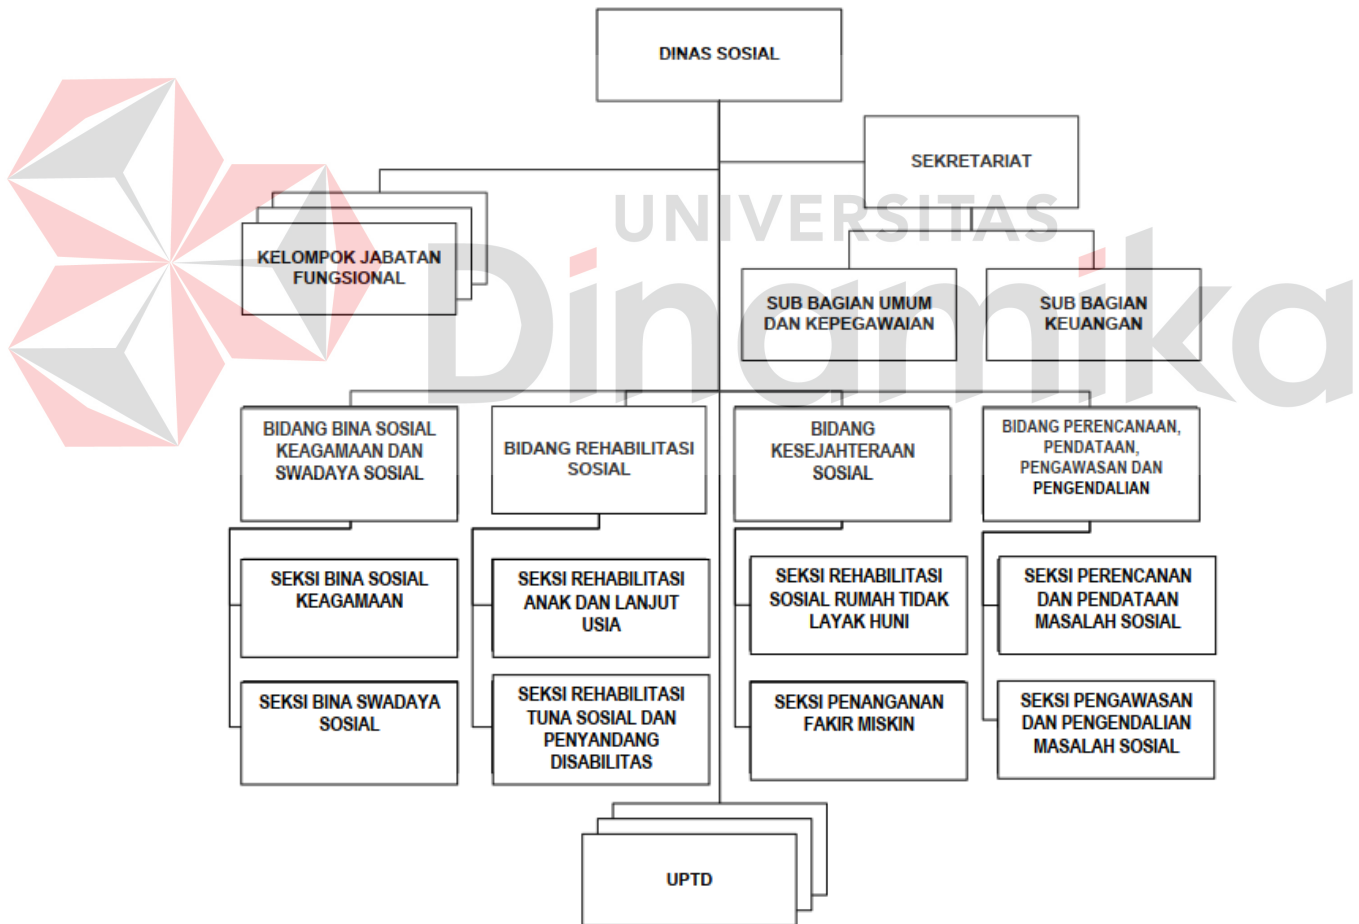 DINAS SOSIAL
SEKRETARIAT
UNIVERSITAS
Dinamika
KELOMPOK JABATAN
FUNGSIONAL
SUB BAGIAN UMUM
DAN KEPEGAWAIAN
SUB BAGIAN
KEUANGAN
BIDANG BINA SOSIAL
KEAGAMAAN DAN
SWADAYA SOSIAL
BIDANG REHABILITASI
SOSIAL
BIDANG
KESEJAHTERAAN
SOSIAL
BIDANG PERENCANAAN,
PENDATAAN,
PENGAWASAN DAN
PENGENDALIAN
SEKSI BINA SOSIAL
KEAGAMAAN
SEKSI REHABILITASI
ANAK DAN LANJUT
USIA
SEKSI REHABILITASI
SOSIAL RUMAH TIDAK
LAYAK HUNI
SEKSI PERENCANAN
DAN PENDATAAN
MASALAH SOSIAL
SEKSI BINA SWADAYA
SOSIAL
SEKSI REHABILITASI
TUNA SOSIAL DAN
PENYANDANG
DISABILITAS
SEKSI PENANGANAN
FAKIR MISKIN
SEKSI PENGAWASAN
DAN PENGENDALIAN
MASALAH SOSIAL
UPTD